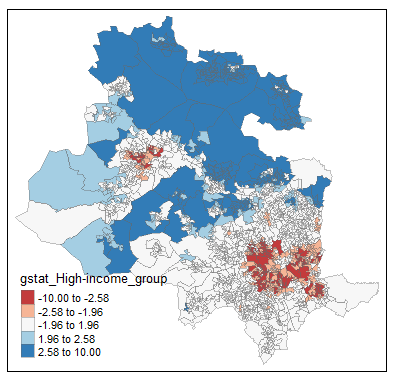 gstat_High-income_group
-10.00 to -2.58
-2.58 to -1.96
-1.96 to 1.96
1.96 to 2.58
2.58 to 10.00